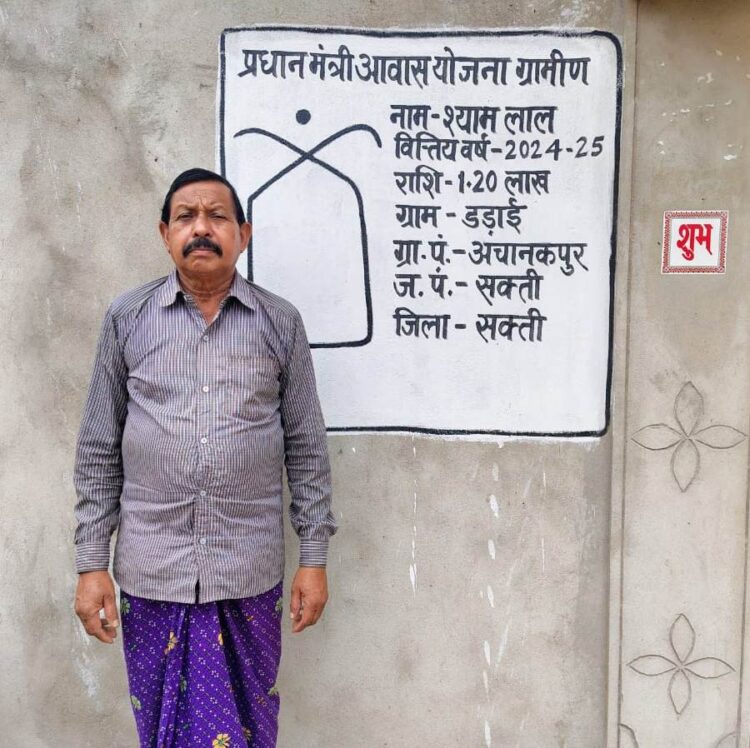 प्रधान मंत्री आवास योजना ग्रामीण
नाम - श्याम लाल
वित्तिय वर्ष - 2024-25
राशि - 1.20 लाख
ग्राम - डड़ाई
ग्रा. पं. - अचानकपुर
ज. पं. - सक्ती
जिला - सक्ती
शुभ